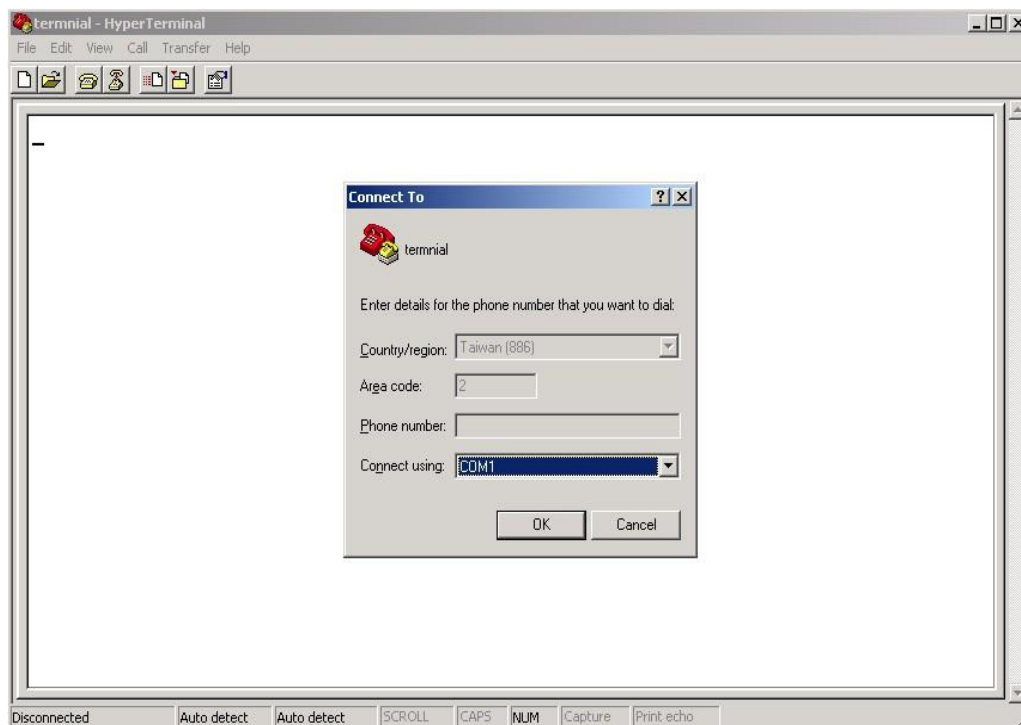 termnial - HyperTerminal
File Edit View Call Transfer Help
Connect To
termnial
Enter details for the phone number that you want to dial:
Country/region: Taiwan (886)
Area code: 2
Phone number:
Connect using: COM1
OK Cancel
Disconnected Auto detect Auto detect SCROLL CAPS NUM Capture Print echo